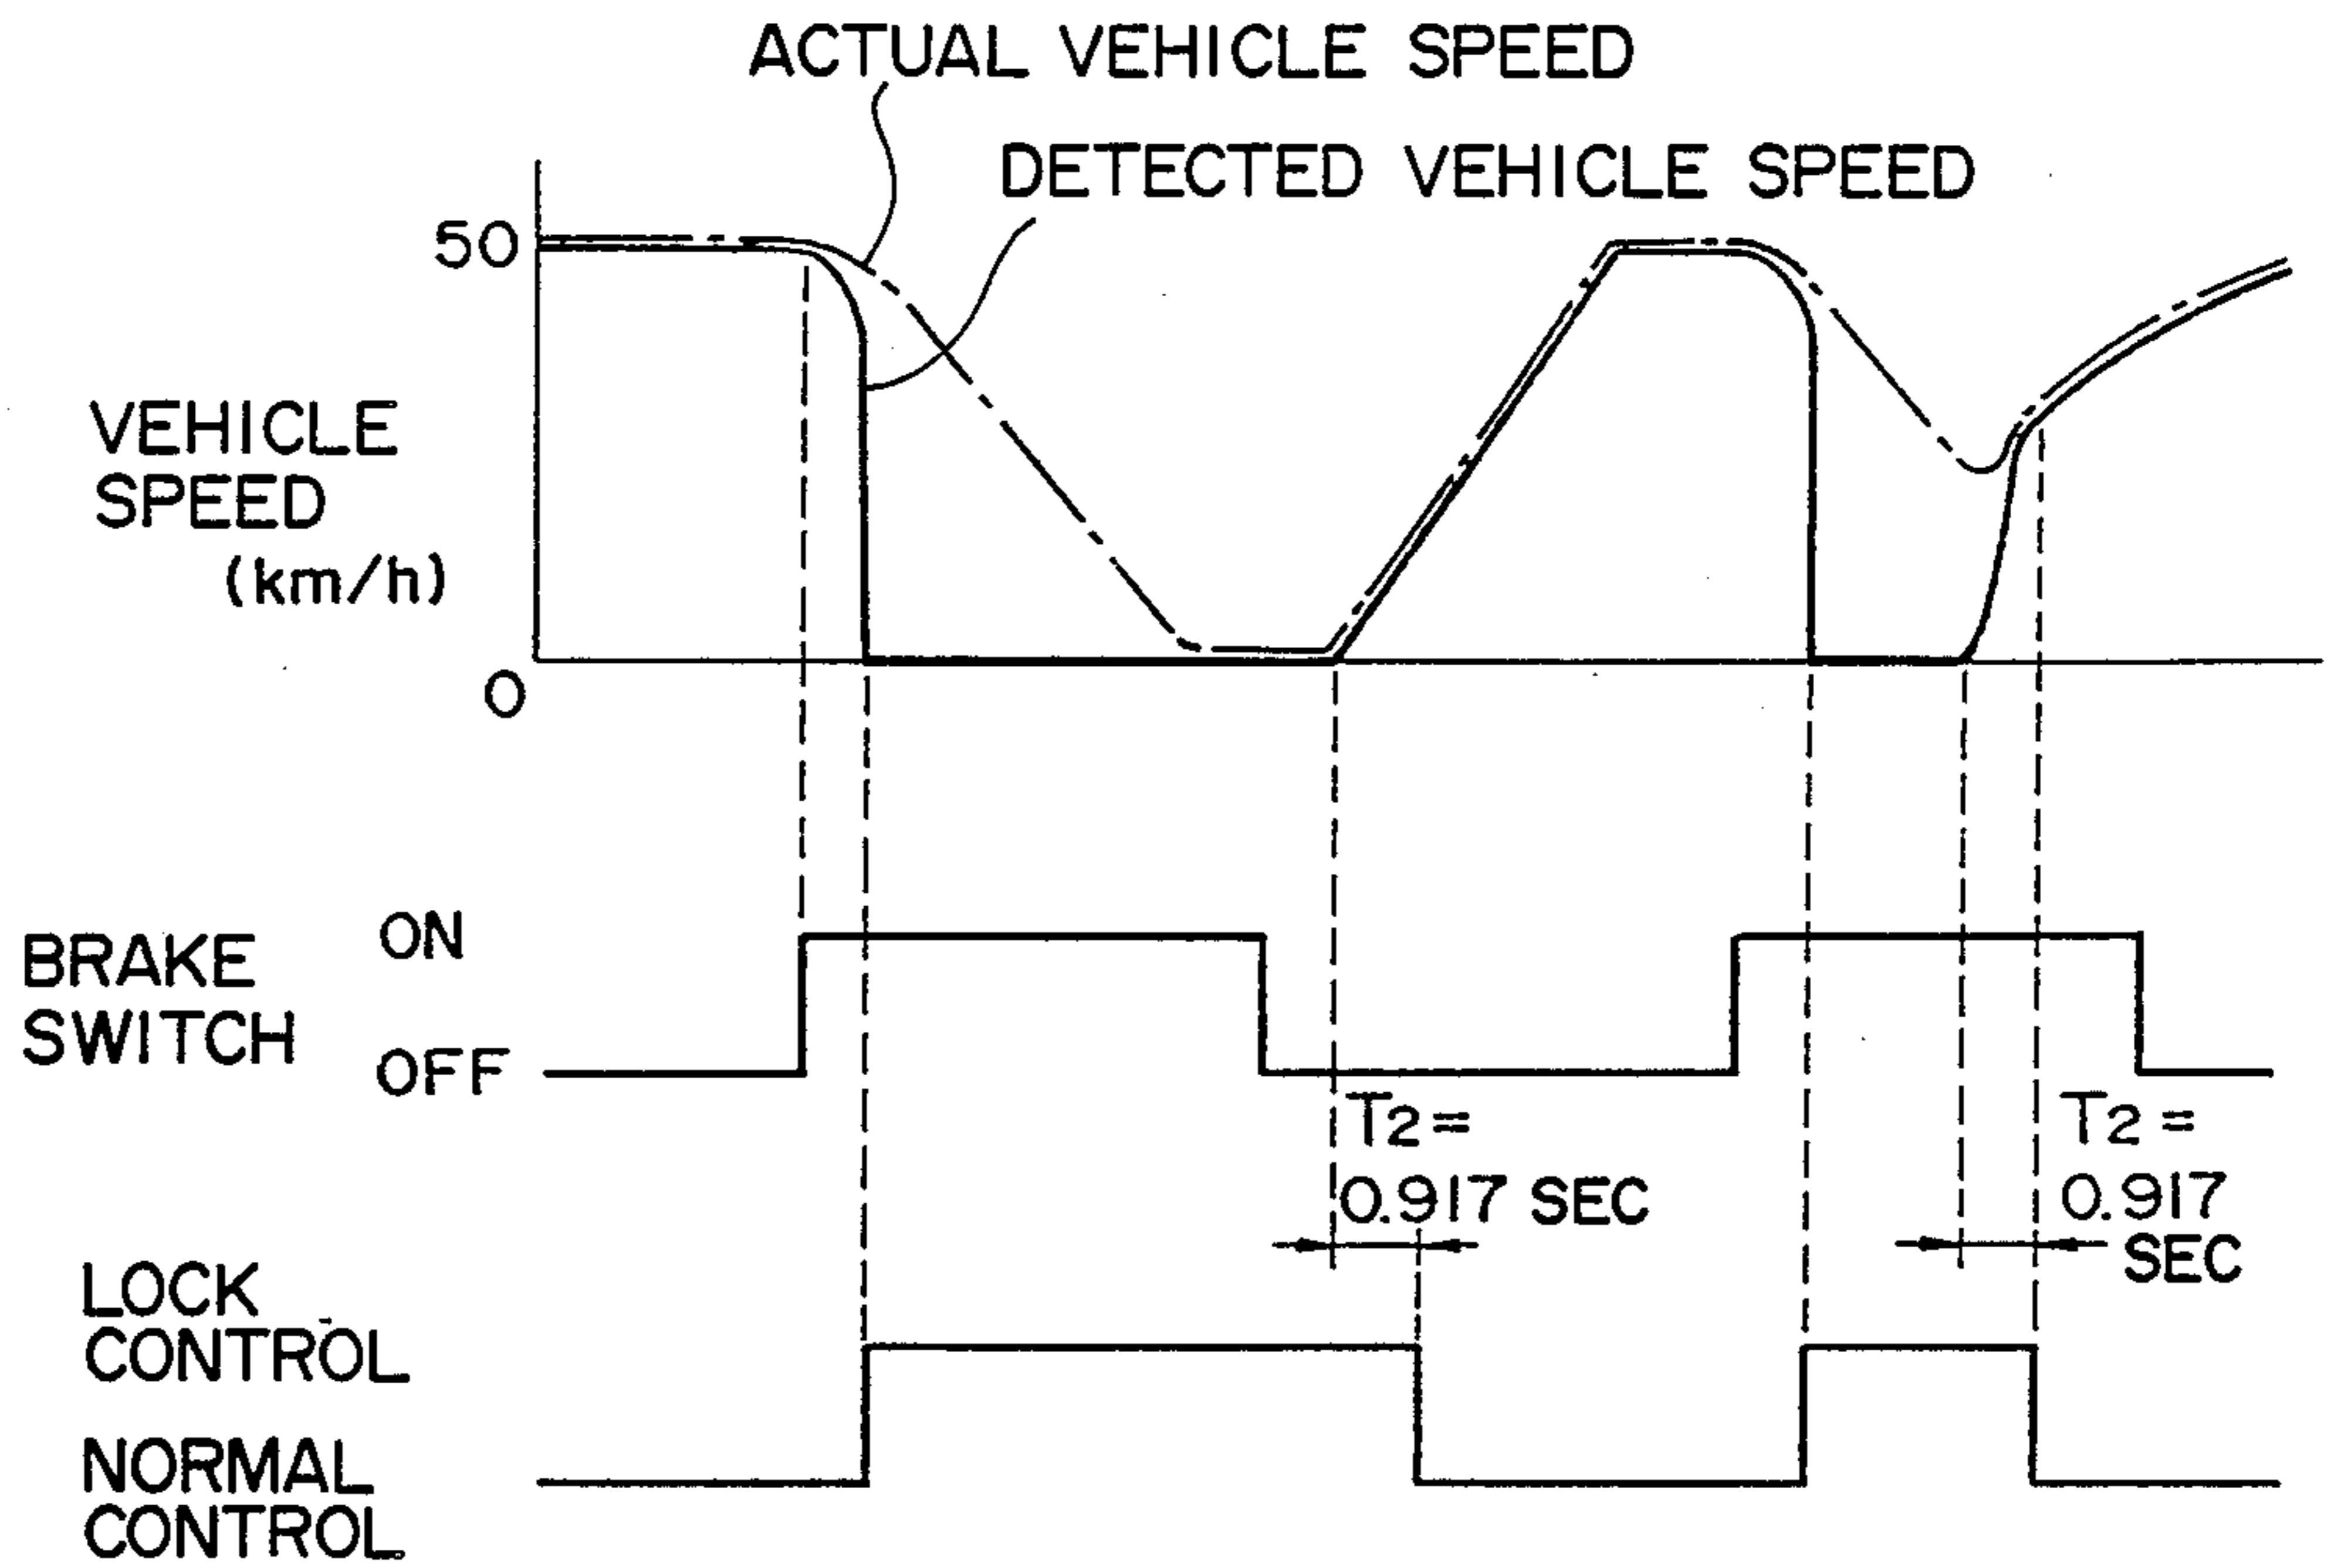 ACTUAL VEHICLE SPEED
DETECTED VEHICLE SPEED
50
VEHICLE
SPEED
(km/h)
0
BRAKE
SWITCH
ON
OFF
T2=
0.917 SEC
T2=
0.917
SEC
LOCK
CONTROL
NORMAL
CONTROL